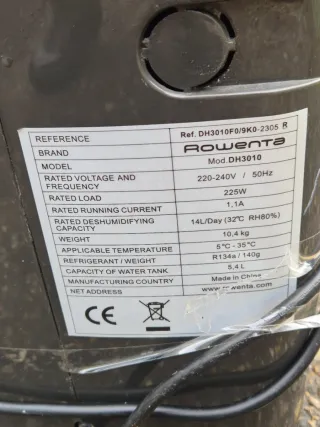 REFERENCE Ref. DH3010F0/9K0-2305 R
BRAND Rowenta
MODEL Mod.DH3010
RATED VOLTAGE AND FREQUENCY 220-240V / 50Hz
RATED LOAD 225W
RATED RUNNING CURRENT 1,1A
RATED DESHUMIDIFYING CAPACITY 14L/Day (32℃ RH80%)
WEIGHT 10,4kg
APPLICABLE TEMPERATURE 5℃ - 35℃
REFRIGERANT / WEIGHT R134a / 140g
CAPACITY OF WATER TANK 5,4L
MANUFACTURING COUNTRY Made in China
NET ADDRESS www.rowenta.com
CE